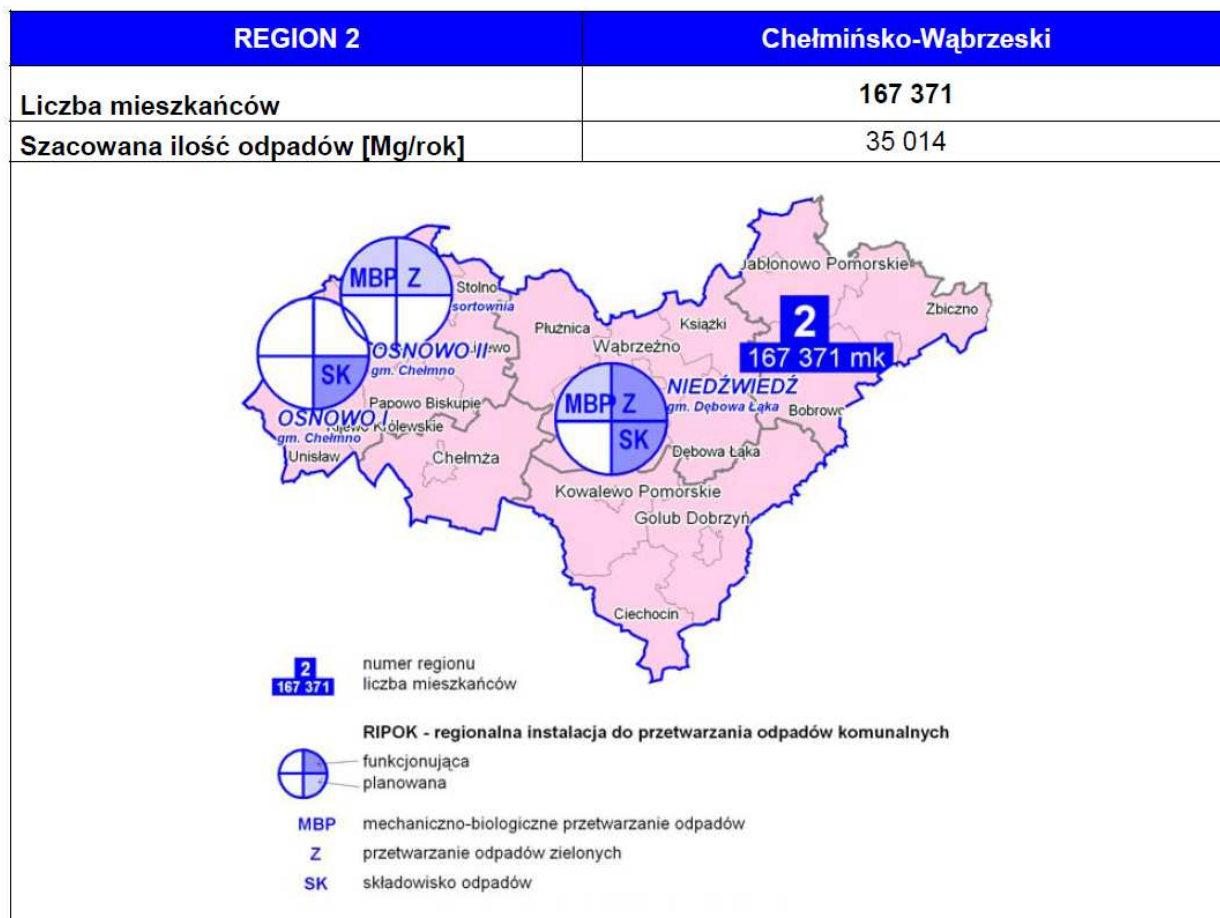 REGION 2 Chełmińsko-Wąbrzeski
Liczba mieszkańców 167 371
Szacowana ilość odpadów [Mg/rok] 35 014
Jabłonowo Pomorskie
MBP Z
Stolno
sortownia
Zbiczno
Płużnica
Książki
2
167 371 mk
Wąbrzeźno
OSNOWO II
gm. Chełmno
SK
NIEDŹWIEDŹ
gm. Dębowa Łąka
Papowo Biskupie
MBP Z
SK
Bobrowo
OSNOWO I
Królewskie
gm. Chełmno
Unisław
Chełmża
Dębowa Łąka
Kowalewo Pomorskie
Golub Dobrzyń
Ciechocin
2
167 371
numer regionu
liczba mieszkańców
RIPOK - regionalna instalacja do przetwarzania odpadów komunalnych
funkcjonująca
planowana
MBP mechaniczno-biologiczne przetwarzanie odpadów
Z przetwarzanie odpadów zielonych
SK składowisko odpadów